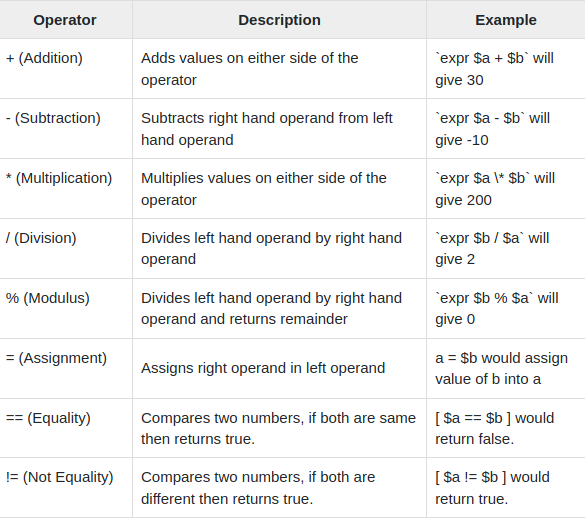 Operator Description Example
+ (Addition) Adds values on either side of the operator `expr $a + $b` will give 30
- (Subtraction) Subtracts right hand operand from left hand operand `expr $a - $b` will give -10
* (Multiplication) Multiplies values on either side of the operator `expr $a \* $b` will give 200
/ (Division) Divides left hand operand by right hand operand `expr $b / $a` will give 2
% (Modulus) Divides left hand operand by right hand operand and returns remainder `expr $b % $a` will give 0
= (Assignment) Assigns right operand in left operand a = $b would assign value of b into a
== (Equality) Compares two numbers, if both are same then returns true. [ $a == $b ] would return false.
!= (Not Equality) Compares two numbers, if both are different then returns true. [ $a != $b ] would return true.